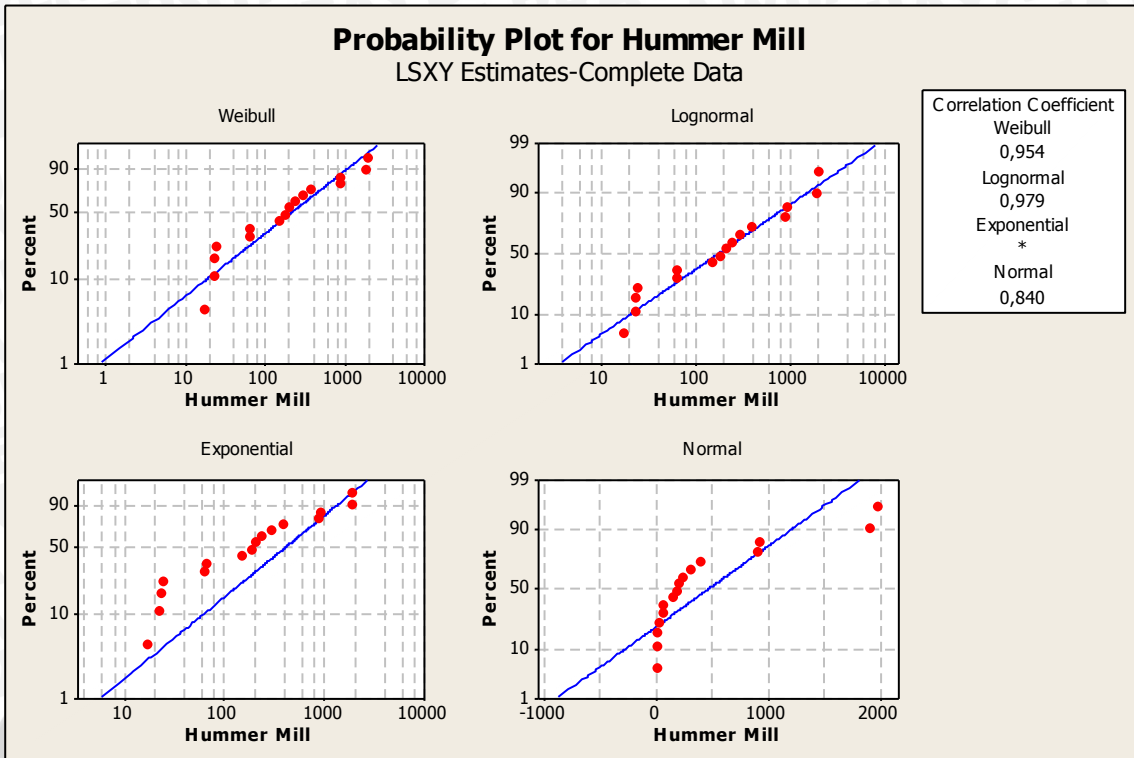 Probability Plot for Hummer Mill
LSXY Estimates-Complete Data
Weibull
90
50
10
1
Percent
1 10 100 1000 10000
Hummer Mill
Lognormal
99
90
50
10
1
Percent
10 100 1000 10000
Hummer Mill
Correlation Coefficient
Weibull
0,954
Lognormal
0,979
Exponential
*
Normal
0,840
Exponential
90
50
10
1
Percent
10 100 1000 10000
Hummer Mill
Normal
99
90
50
10
1
Percent
-1000 0 1000 2000
Hummer Mill